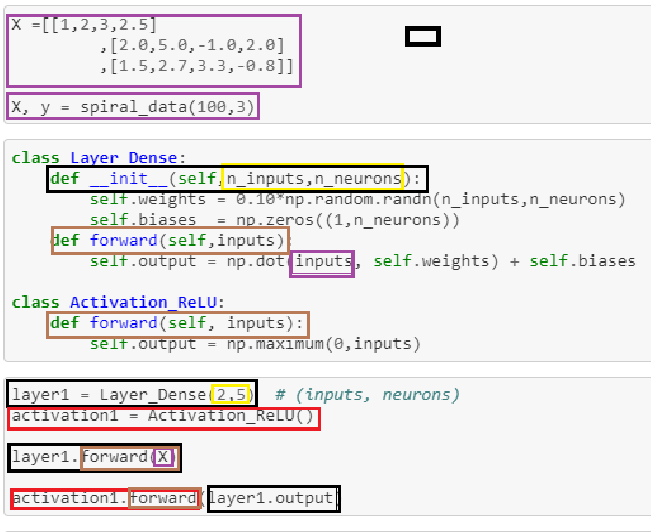 X =[[1,2,3,2.5]
,[2.0,5.0,-1.0,2.0]
,[1.5,2.7,3.3,-0.8]]
X, y = spiral_data(100,3)
class Layer_Dense:
def __init__(self,n_inputs,n_neurons):
self.weights = 0.10*np.random.randn(n_inputs,n_neurons)
self.biases = np.zeros((1,n_neurons))
def forward(self,inputs):
self.output = np.dot(inputs, self.weights) + self.biases
class Activation_ReLU:
def forward(self, inputs):
self.output = np.maximum(0,inputs)
layer1 = Layer_Dense(2,5) # (inputs, neurons)
activation1 = Activation_ReLU()
layer1.forward(X)
activation1.forward(layer1.output)